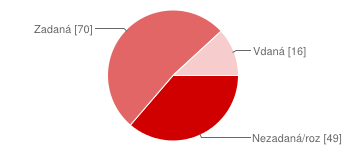 Zadaná [70]
Vdaná [16]
Nezadaná/roz [49]